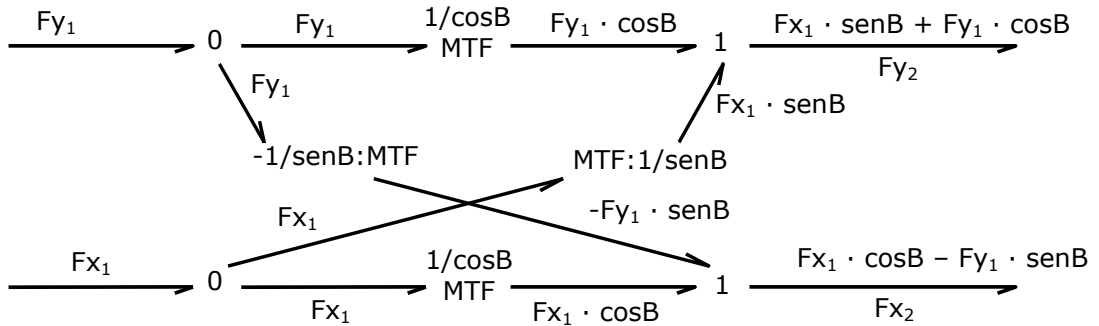 Fy₁
0
Fy₁
1/cosB
MTF
Fy₁ · cosB
1
Fx₁ · senB + Fy₁ · cosB
Fy₂
Fy₁
Fx₁ · senB
-1/senB:MTF
MTF:1/senB
Fx₁
-Fy₁ · senB
Fx₁
0
1/cosB
MTF
Fx₁
Fx₁ · cosB
1
Fx₁ · cosB – Fy₁ · senB
Fx₂